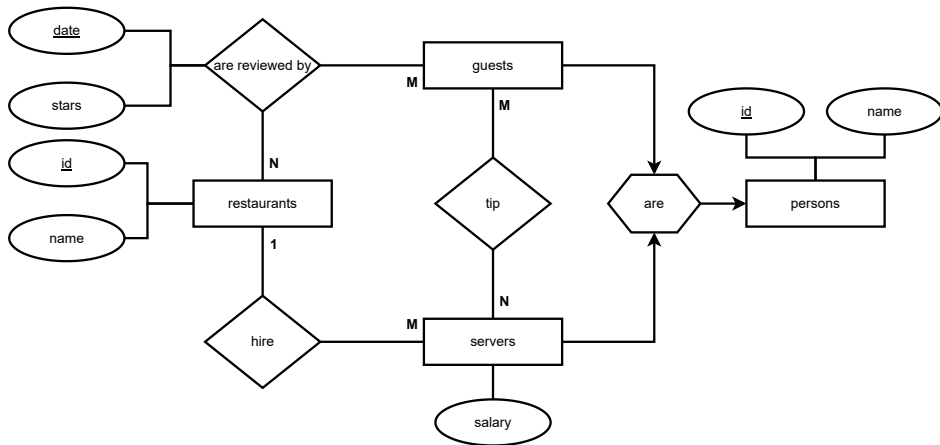 date
are reviewed by
guests
M
M
stars
id
name
id
N
restaurants
tip
are
persons
name
1
N
hire
M
servers
salary